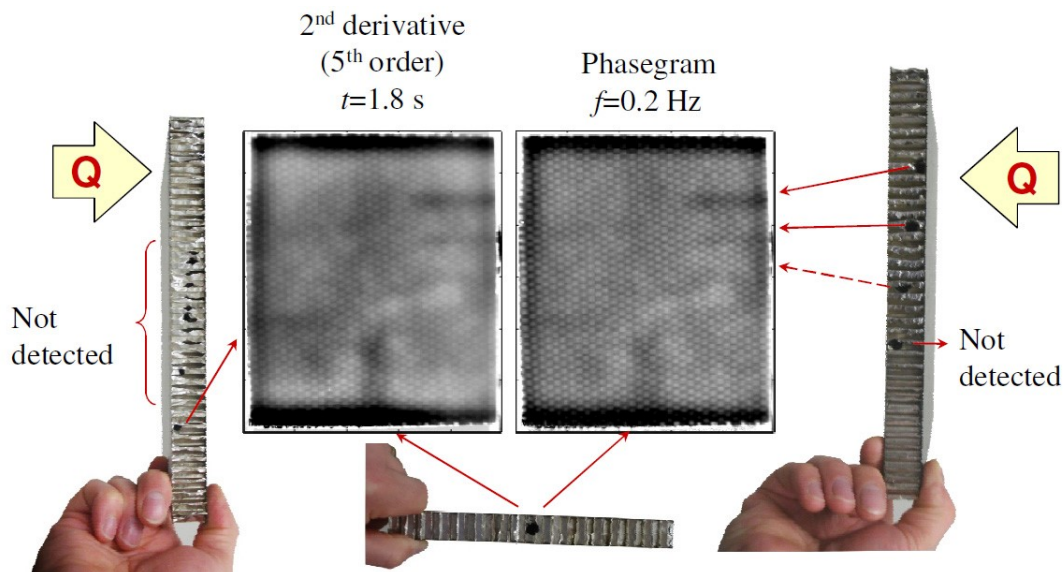 2nd derivative
(5th order)
t=1.8 s
Phasegram
f=0.2 Hz
Q
Q
Not
detected
Not
detected